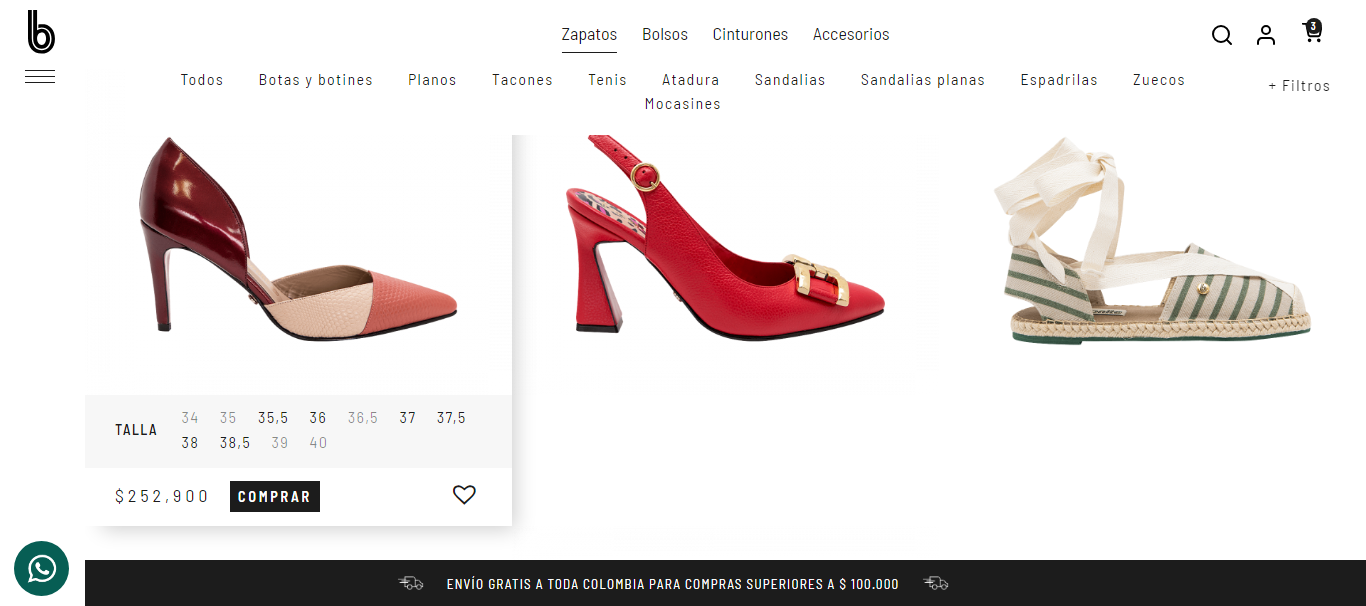 b
Zapatos Bolsos Cinturones Accesorios
3
Todos Botas y botines Planos Tacones Tenis Atadura Sandalias Sandalias planas Espadrilas Zuecos
Mocasines
+ Filtros
TALLA
34 35 35,5 36 36,5 37 37,5
38 38,5 39 40
$252,900 COMPRAR
ENVÍO GRATIS A TODA COLOMBIA PARA COMPRAS SUPERIORES A $ 100.000